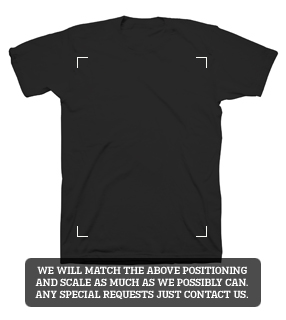 WE WILL MATCH THE ABOVE POSITIONING
AND SCALE AS MUCH AS WE POSSIBLY CAN.
ANY SPECIAL REQUESTS JUST CONTACT US.